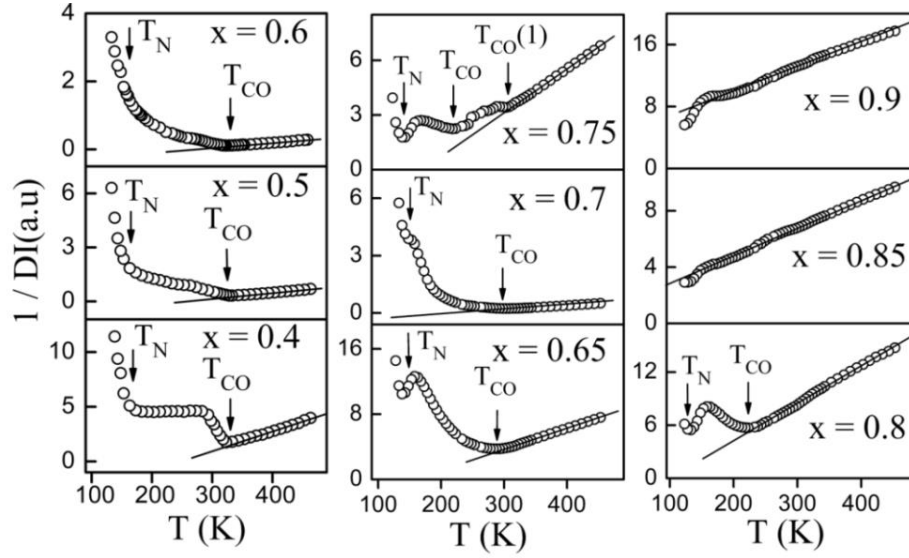 1 / DI(a.u)
4
2
0
T_N
x = 0.6
T_CO
6
3
0
T_N
x = 0.5
T_CO
10
5
0
T_N
x = 0.4
T_CO
100 200 300 400
T (K)
6
3
0
T_N
T_CO
T_CO(1)
x = 0.75
6
3
0
T_N
x = 0.7
T_CO
16
8
0
T_N
x = 0.65
T_CO
100 200 300 400
T (K)
16
8
0
x = 0.9
8
4
0
x = 0.85
12
6
0
T_N
T_CO
x = 0.8
100 200 300 400
T (K)